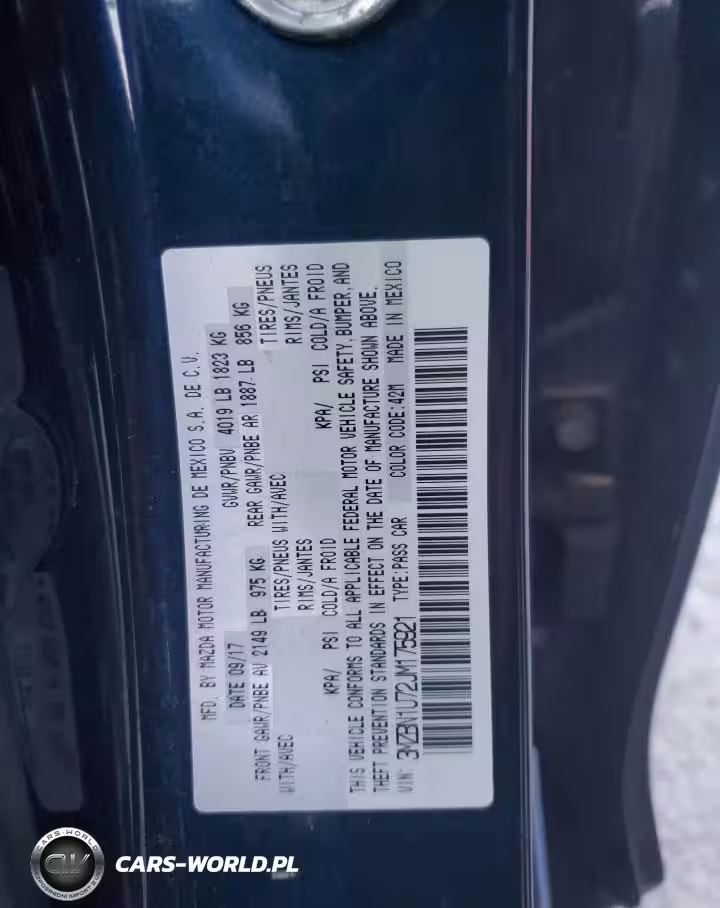 MFD. BY MAZDA MOTOR MANUFACTURING DE MEXICO S.A. DE C.V.
DATE 09/17 GVWR/PNBV 4019 LB 1823 KG
FRONT GAWR/PNBE AV 2149 LB 975 KG REAR GAWR/PNBE AR 1887 LB 856 KG
WITH/AVEC TIRES/PNEUS WITH/AVEC TIRES/PNEUS
RIMS/JANTES RIMS/JANTES
KPA/ PSI COLD/A FROID KPA/ PSI COLD/A FROID
THIS VEHICLE CONFORMS TO ALL APPLICABLE FEDERAL MOTOR VEHICLE SAFETY, BUMPER, AND
THEFT PREVENTION STANDARDS IN EFFECT ON THE DATE OF MANUFACTURE SHOWN ABOVE.
VIN: 3MZBN1U72JM175921 TYPE:PASS CAR COLOR CODE:42M MADE IN MEXICO
CARS-WORLD
CW
CARS-WORLD.PL